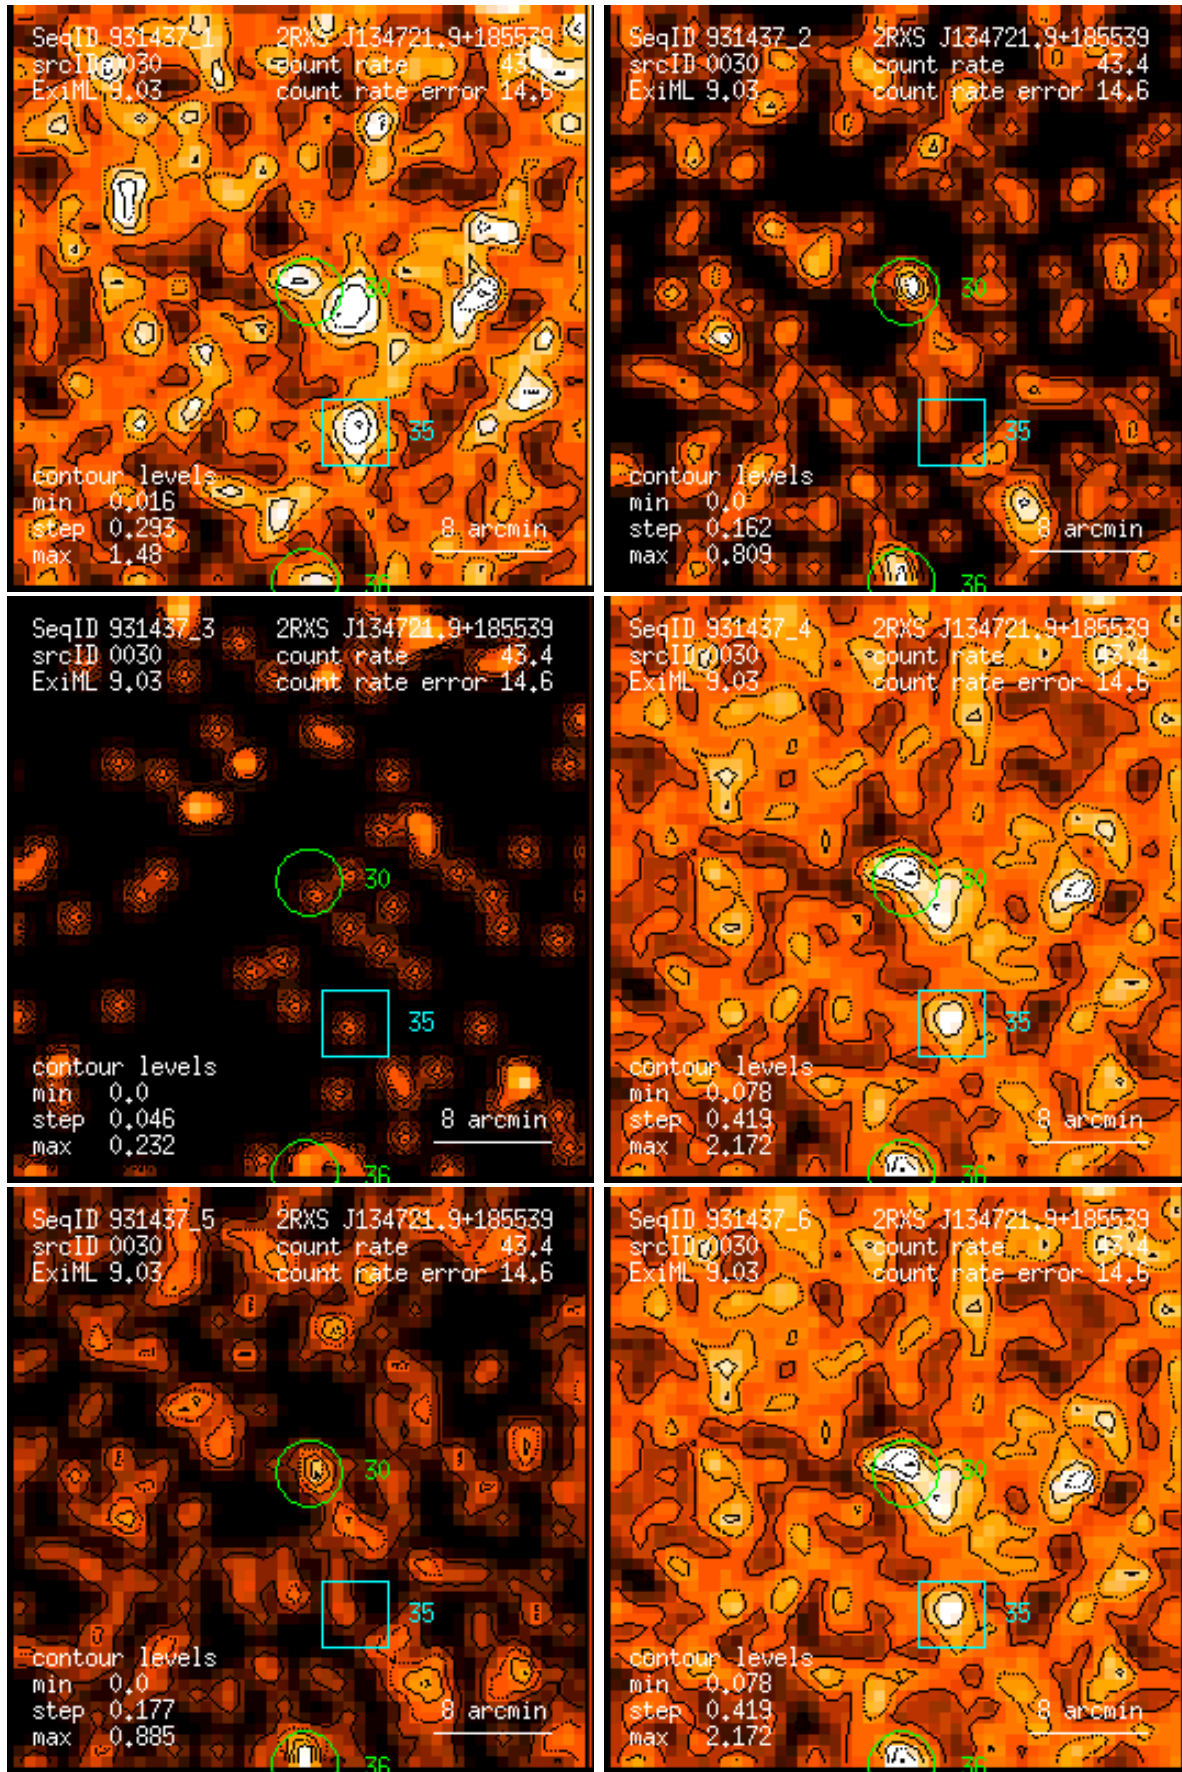 SeqID 931437_1 2RXS J134721.9+185539
srcID 0030 count rate 43.4
ExiML 9.03 count rate error 14.6
30
35
contour levels
min 0.016
step 0.293
max 1.48
8 arcmin
36
SeqID 931437_2 2RXS J134721.9+185539
srcID 0030 count rate 43.4
ExiML 9.03 count rate error 14.6
30
35
contour levels
min 0.0
step 0.162
max 0.809
8 arcmin
36
SeqID 931437_3 2RXS J134721.9+185539
srcID 0030 count rate 43.4
ExiML 9.03 count rate error 14.6
30
35
contour levels
min 0.0
step 0.046
max 0.232
8 arcmin
36
SeqID 931437_4 2RXS J134721.9+185539
srcID 0030 count rate 43.4
ExiML 9.03 count rate error 14.6
30
35
contour levels
min 0.078
step 0.419
max 2.172
8 arcmin
36
SeqID 931437_5 2RXS J134721.9+185539
srcID 0030 count rate 43.4
ExiML 9.03 count rate error 14.6
30
35
contour levels
min 0.0
step 0.177
max 0.885
8 arcmin
36
SeqID 931437_6 2RXS J134721.9+185539
srcID 0030 count rate 43.4
ExiML 9.03 count rate error 14.6
30
35
contour levels
min 0.078
step 0.419
max 2.172
8 arcmin
36